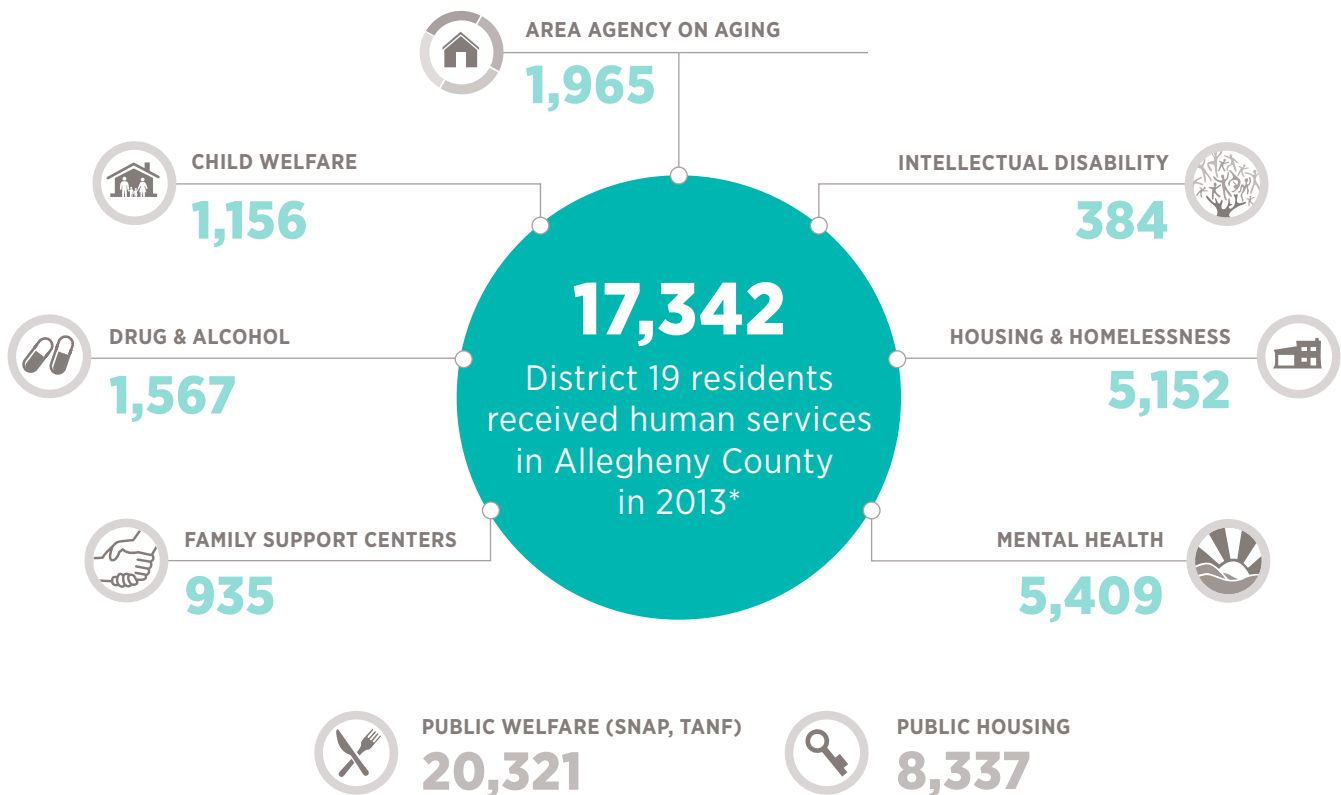 AREA AGENCY ON AGING
1,965
CHILD WELFARE
1,156
INTELLECTUAL DISABILITY
384
DRUG & ALCOHOL
1,567
17,342
District 19 residents
received human services
in Allegheny County
in 2013*
HOUSING & HOMELESSNESS
5,152
FAMILY SUPPORT CENTERS
935
MENTAL HEALTH
5,409
PUBLIC WELFARE (SNAP, TANF)
20,321
PUBLIC HOUSING
8,337